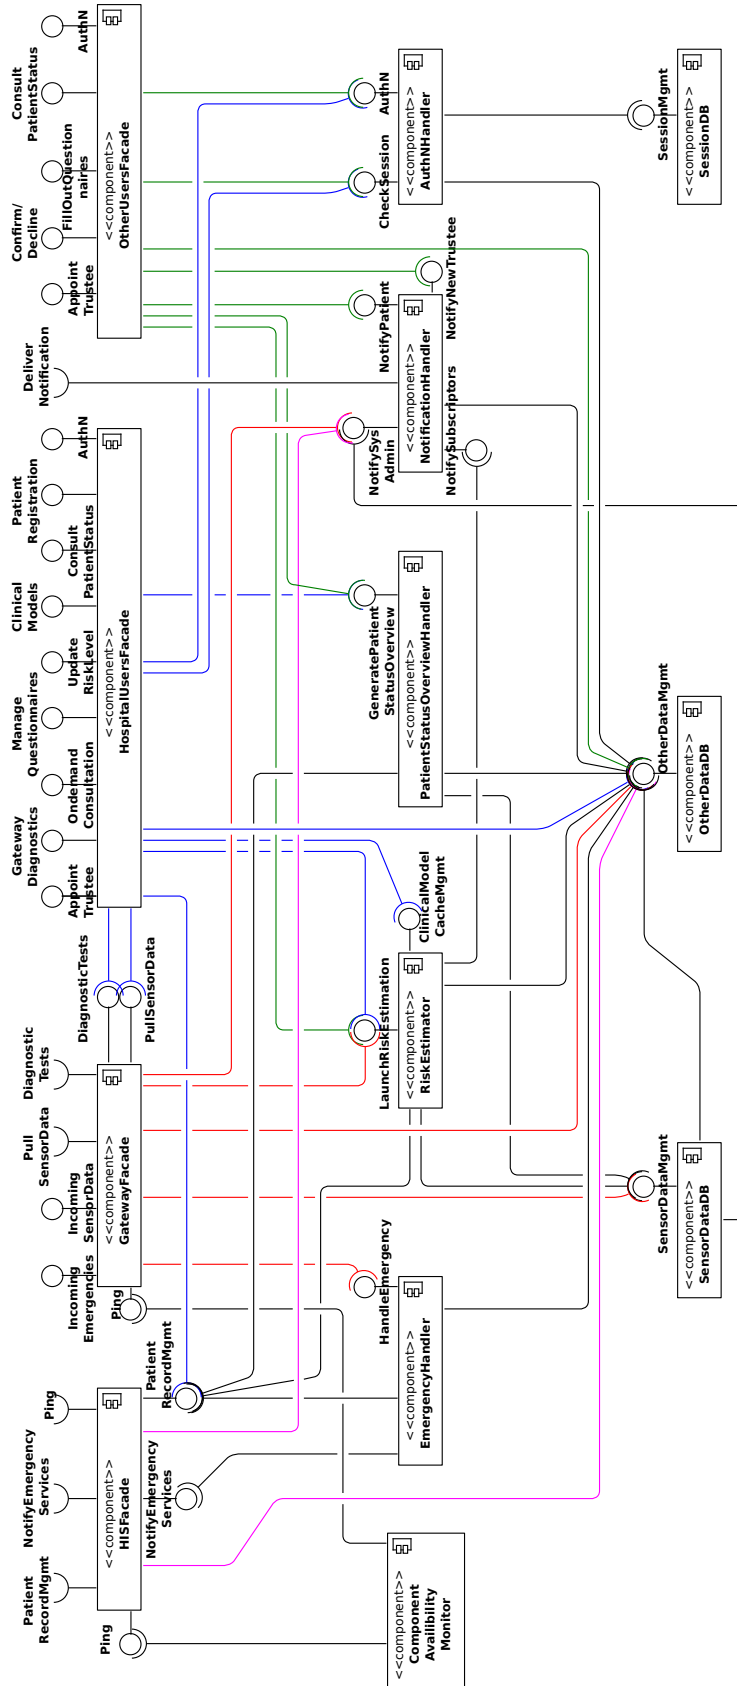 AuthN
Consult
PatientStatus
FillOutQuestion
naires
Confirm/
Decline
Appoint
Trustee
<<component>>
OtherUsersFacade
Deliver
Notification
AuthN
Patient
Registration
Consult
PatientStatus
Clinical
Models
Update
RiskLevel
Manage
Questionnaires
Ondemand
Consultation
Gateway
Diagnostics
Appoint
Trustee
<<component>>
HospitalUsersFacade
DiagnosticTests
PullSensorData
Diagnostic
Tests
Pull
SensorData
Incoming
SensorData
Incoming
Emergencies
<<component>>
GatewayFacade
Ping
Ping
NotifyEmergency
Services
Patient
RecordMgmt
<<component>>
HISFacade
Patient
RecordMgmt
NotifyEmergency
Services
Ping
AuthN
CheckSession
<<component>>
AuthNHandler
NotifyPatient
NotifyNewTrustee
NotifySys
Admin
NotifySubscriptors
<<component>>
NotificationHandler
GeneratePatient
StatusOverview
<<component>>
PatientStatusOverviewHandler
ClinicalModel
CacheMgmt
LaunchRiskEstimation
<<component>>
RiskEstimator
HandleEmergency
<<component>>
EmergencyHandler
<<component>>
Component
Availibility
Monitor
SessionMgmt
<<component>>
SessionDB
OtherDataMgmt
<<component>>
OtherDataDB
SensorDataMgmt
<<component>>
SensorDataDB